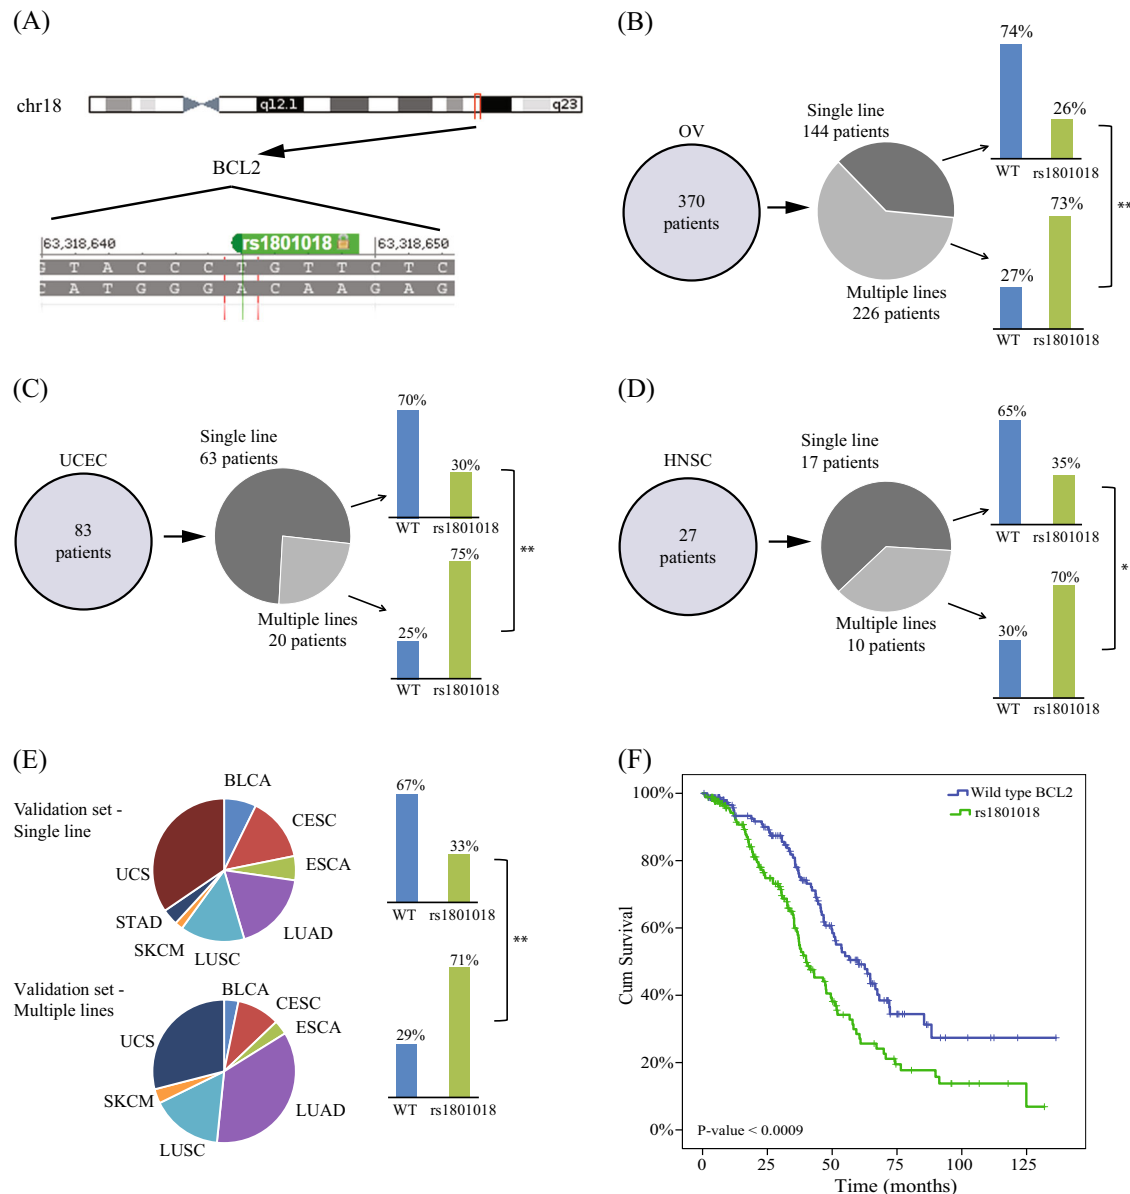 (A)
chr18
q12.1
q23
BCL2
63,318,640
rs1801018
63,318,650
G T A C C C T G T T C T C
C A T G G G A C A A G A G
(B)
OV
370
patients
Single line
144 patients
Multiple lines
226 patients
74%
26%
WT
rs1801018
73%
27%
WT
rs1801018
**
(C)
UCEC
83
patients
Single line
63 patients
Multiple lines
20 patients
70%
30%
WT
rs1801018
75%
25%
WT
rs1801018
**
(D)
HNSC
27
patients
Single line
17 patients
Multiple lines
10 patients
65%
35%
WT
rs1801018
70%
30%
WT
rs1801018
*
(E)
Validation set -
Single line
BLCA
CESC
ESCA
LUAD
LUSC
SKCM
STAD
UCS
67%
33%
WT
rs1801018
Validation set -
Multiple lines
BLCA
CESC
ESCA
LUAD
LUSC
SKCM
UCS
71%
29%
WT
rs1801018
**
(F)
Cum Survival
100%
80%
60%
40%
20%
0%
Wild type BCL2
rs1801018
P-value < 0.0009
0
25
50
75
100
125
Time (months)